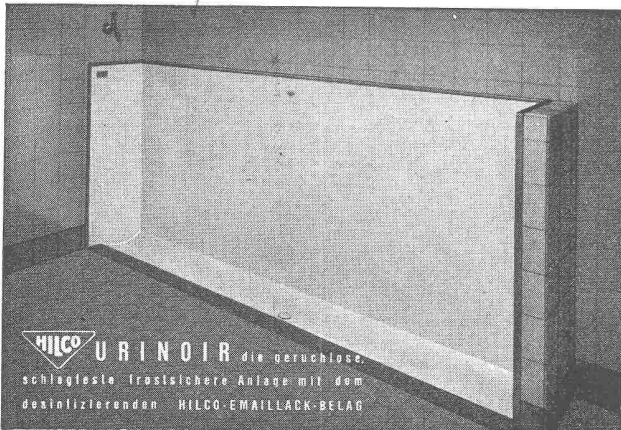 HILCO URINOIR die geruchlose,
schlagfeste frostsichere Anlage mit dem
desinfizierenden HILCO-EMAILLACK-BELAG